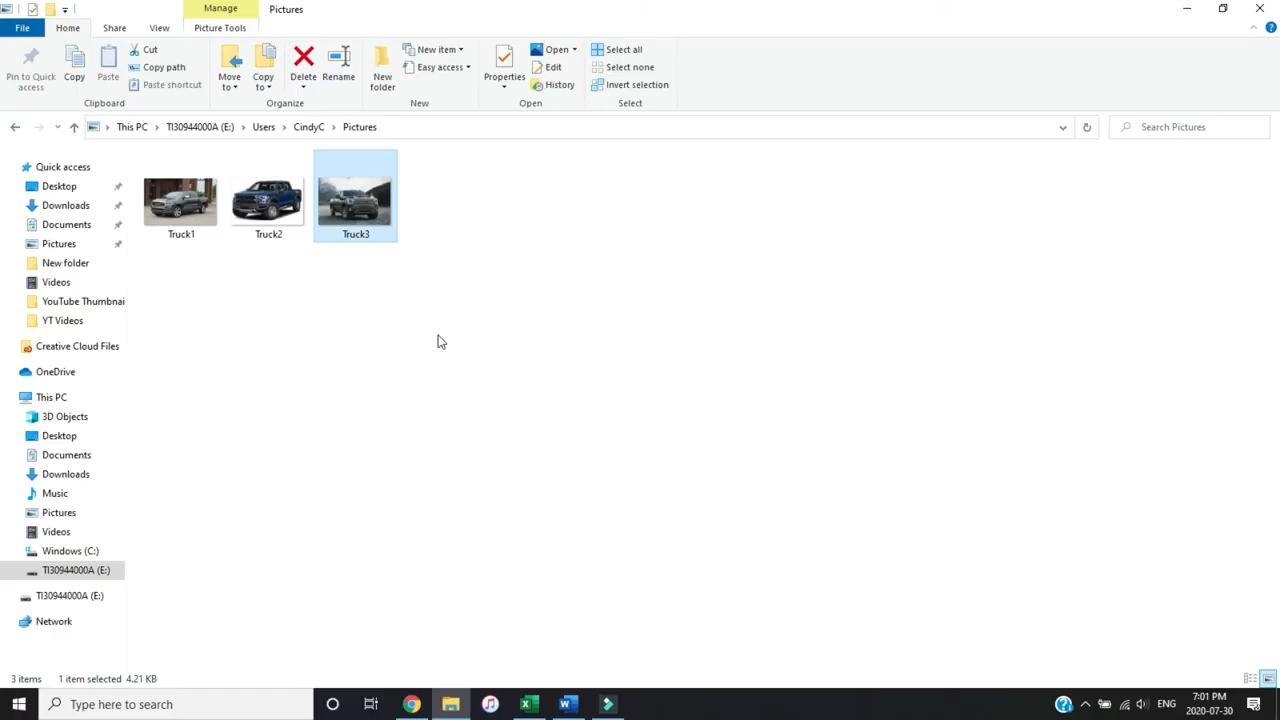 Manage
Pictures
File
Home
Share
View
Picture Tools
Pin to Quick access
Copy
Paste
Cut
Copy path
Paste shortcut
Clipboard
Move to
Copy to
Delete
Rename
Organize
New folder
New item
Easy access
New
Properties
Open
Edit
History
Open
Select all
Select none
Invert selection
Select
This PC > TI30944000A (E:) > Users > CindyC > Pictures
Search Pictures
Quick access
Desktop
Downloads
Documents
Pictures
New folder
Videos
YouTube Thumbnai
YT Videos
Creative Cloud Files
OneDrive
This PC
3D Objects
Desktop
Documents
Downloads
Music
Pictures
Videos
Windows (C:)
TI30944000A (E:)
TI30944000A (E:)
Network
Truck1
Truck2
Truck3
3 items
1 item selected 4.21 KB
Type here to search
ENG
7:01 PM
2020-07-30